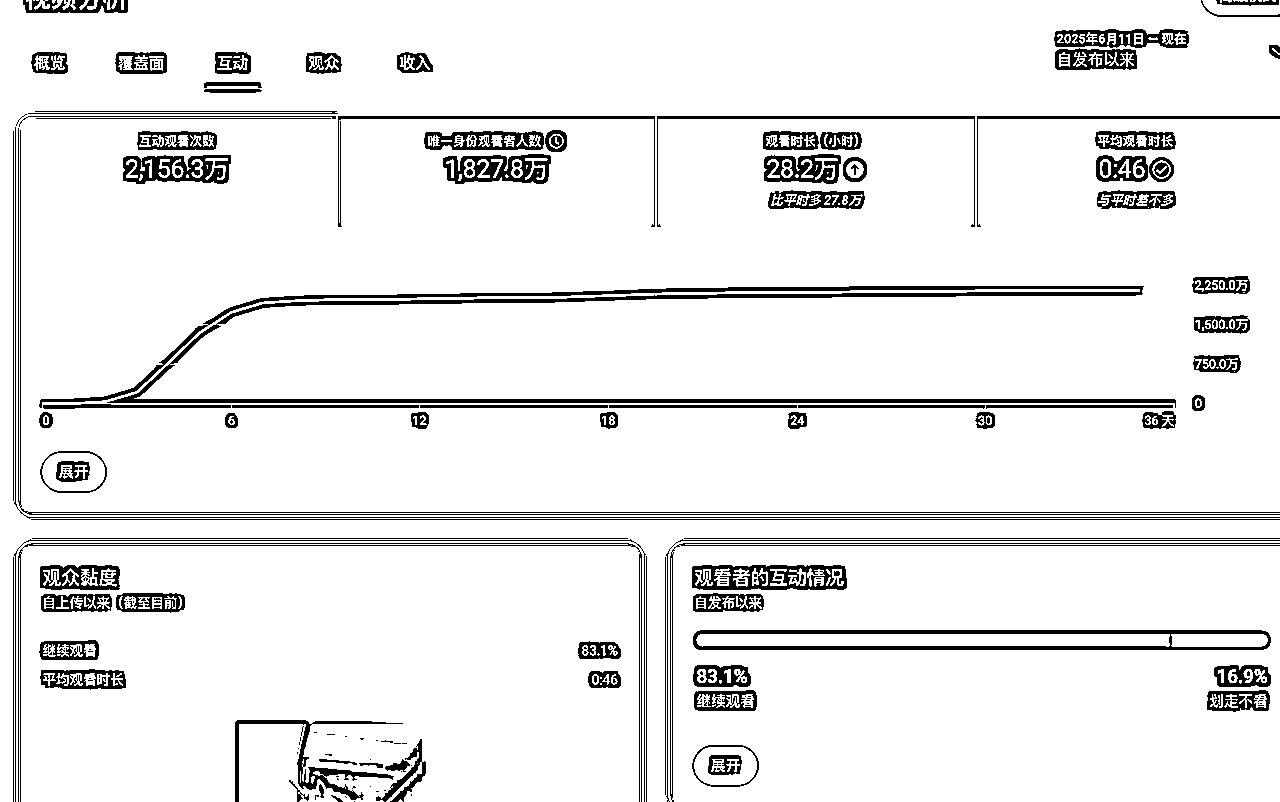 视频分析
概览 覆盖面 互动 观众 收入
2025年6月11日 – 现在
自发布以来
互动观看次数
2,156.3万
唯一身份观看者人数
1,827.8万
观看时长 (小时)
28.2万
比平时多 27.8万
平均观看时长
0:46
与平时差不多
2,250.0万
1,500.0万
750.0万
0
0 6 12 18 24 30 36 天
展开
观众黏度
自上传以来 (截至目前)
继续观看 83.1%
平均观看时长 0:46
观看者的互动情况
自发布以来
83.1% 16.9%
继续观看 划走不看
展开